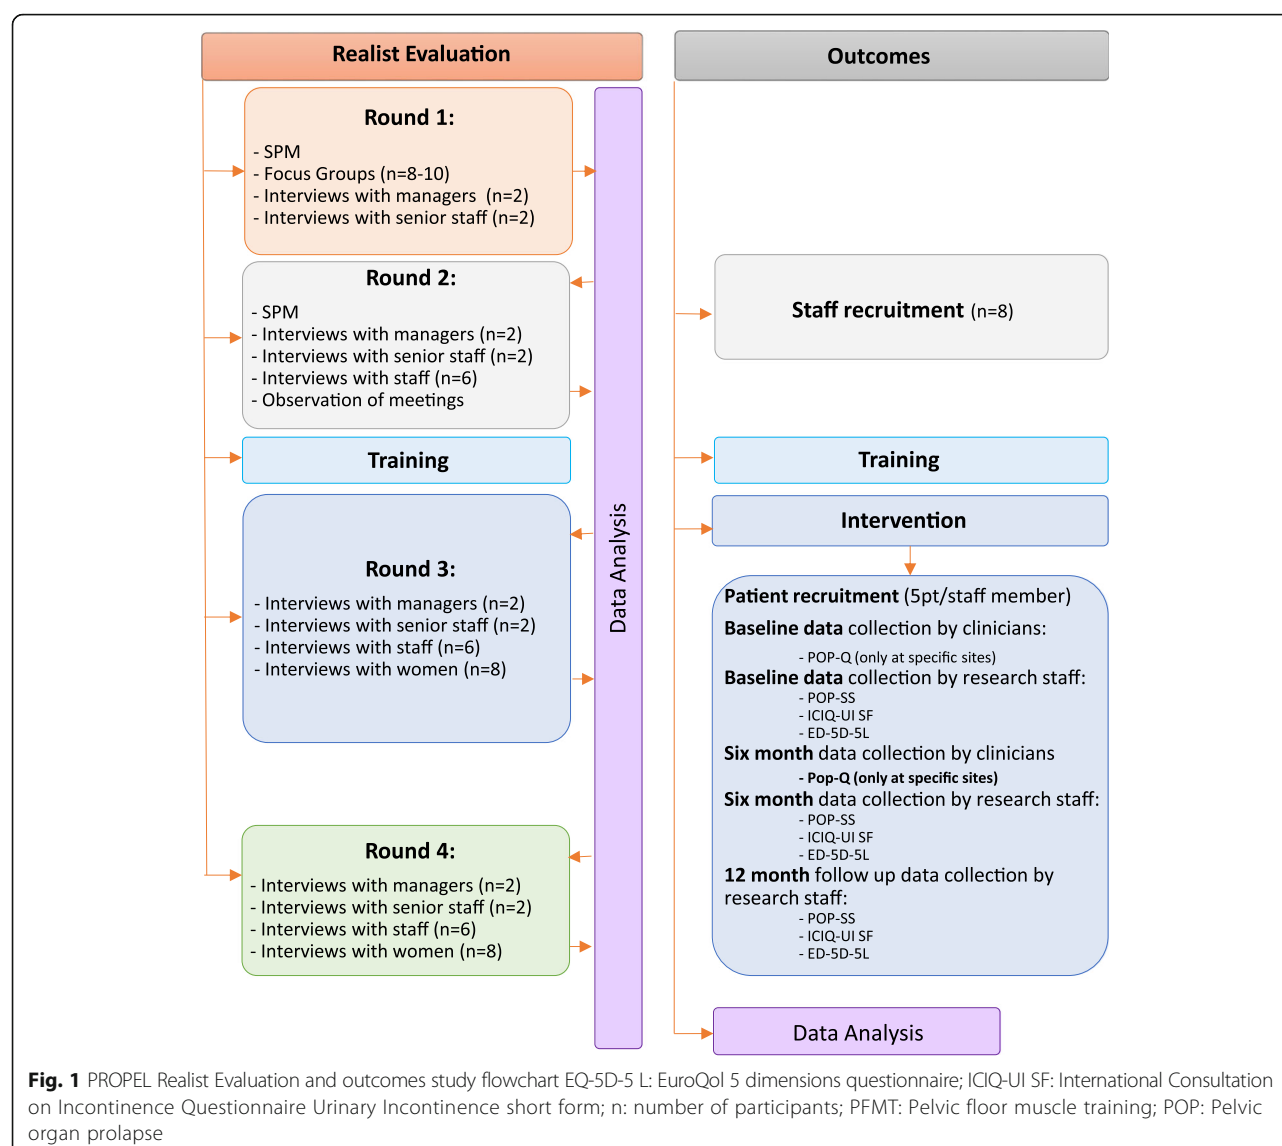 Realist Evaluation
Round 1:
- SPM
- Focus Groups (n=8-10)
- Interviews with managers  (n=2)
- Interviews with senior staff (n=2)
Round 2:
- SPM
- Interviews with managers (n=2)
- Interviews with senior staff (n=2)
- Interviews with staff (n=6)
- Observation of meetings
Training
Round 3:
- Interviews with managers (n=2)
- Interviews with senior staff (n=2)
- Interviews with staff (n=6)
- Interviews with women (n=8)
Round 4:
- Interviews with managers (n=2)
- Interviews with senior staff (n=2)
- Interviews with staff (n=6)
- Interviews with women (n=8)
Data Analysis
Outcomes
Staff recruitment (n=8)
Training
Intervention
Patient recruitment (5pt/staff member)
Baseline data collection by clinicians:
- POP-Q (only at specific sites)
Baseline data collection by research staff:
- POP-SS
- ICIQ-UI SF
- ED-5D-5L
Six month data collection by clinicians
- Pop-Q (only at specific sites)
Six month data collection by research staff:
- POP-SS
- ICIQ-UI SF
- ED-5D-5L
12 month follow up data collection by
research staff:
- POP-SS
- ICIQ-UI SF
- ED-5D-5L
Data Analysis
Fig. 1 PROPEL Realist Evaluation and outcomes study flowchart EQ-5D-5 L: EuroQol 5 dimensions questionnaire; ICIQ-UI SF: International Consultation
on Incontinence Questionnaire Urinary Incontinence short form; n: number of participants; PFMT: Pelvic floor muscle training; POP: Pelvic
organ prolapse